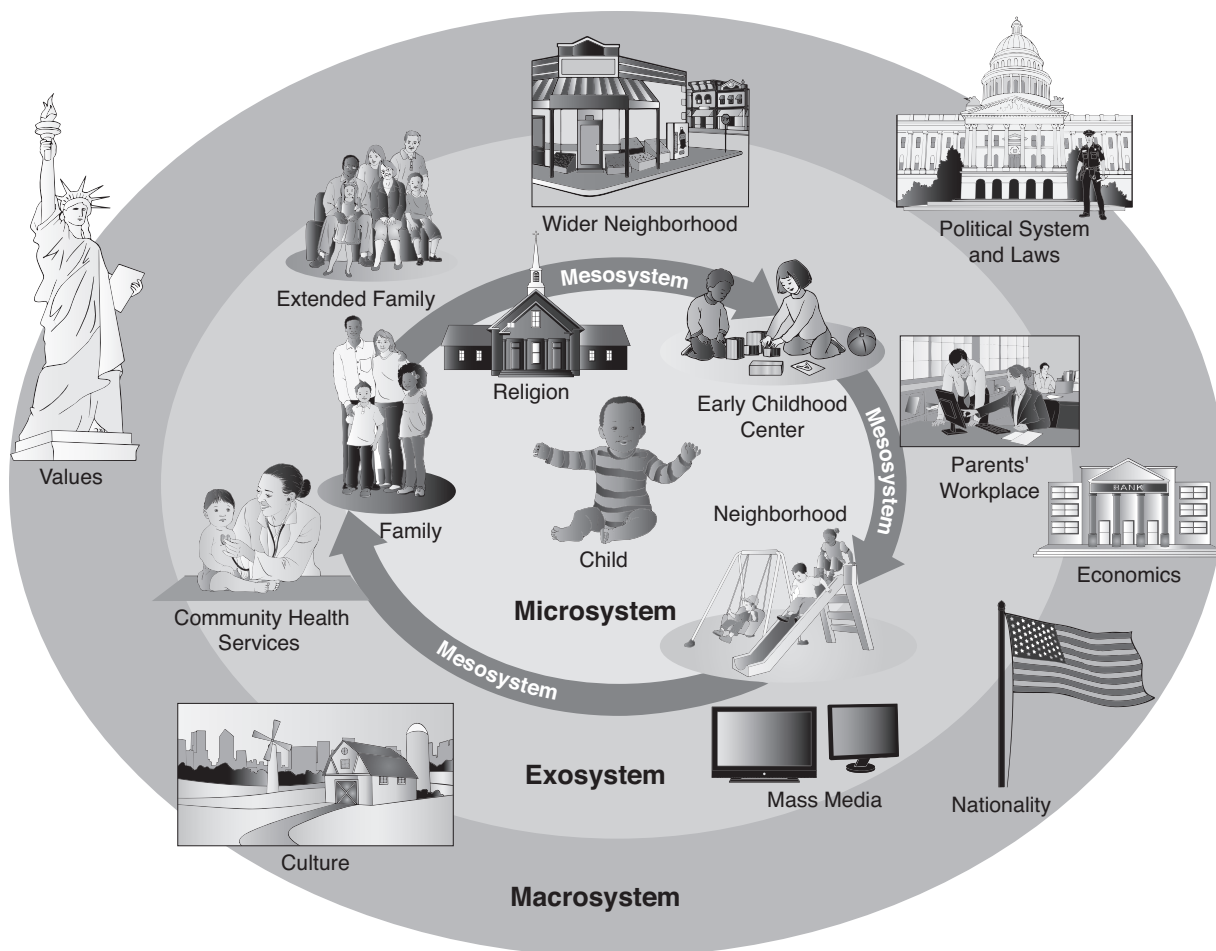 Wider Neighborhood
Political System
and Laws
Extended Family
Mesosystem
Religion
Early Childhood
Center
Mesosystem
Parents'
Workplace
BANK
Values
Family
Child
Neighborhood
Economics
Microsystem
Community Health
Services
Mesosystem
Exosystem
Mass Media
Nationality
Culture
Macrosystem